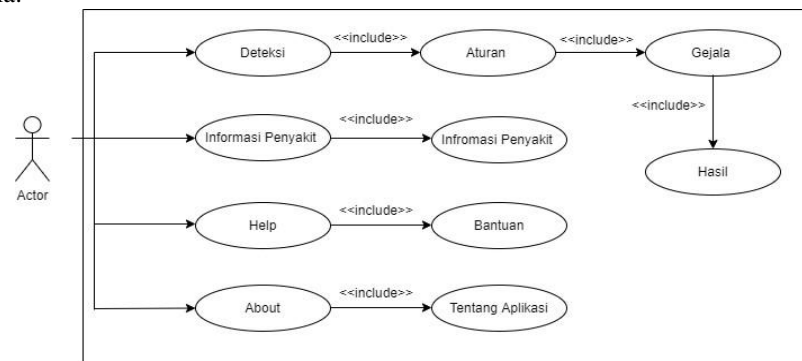 <<include>>
<<include>>
Deteksi
Aturan
Gejala
<<include>>
<<include>>
Informasi Penyakit
Infromasi Penyakit
Hasil
Actor
<<include>>
Help
Bantuan
<<include>>
About
Tentang Aplikasi